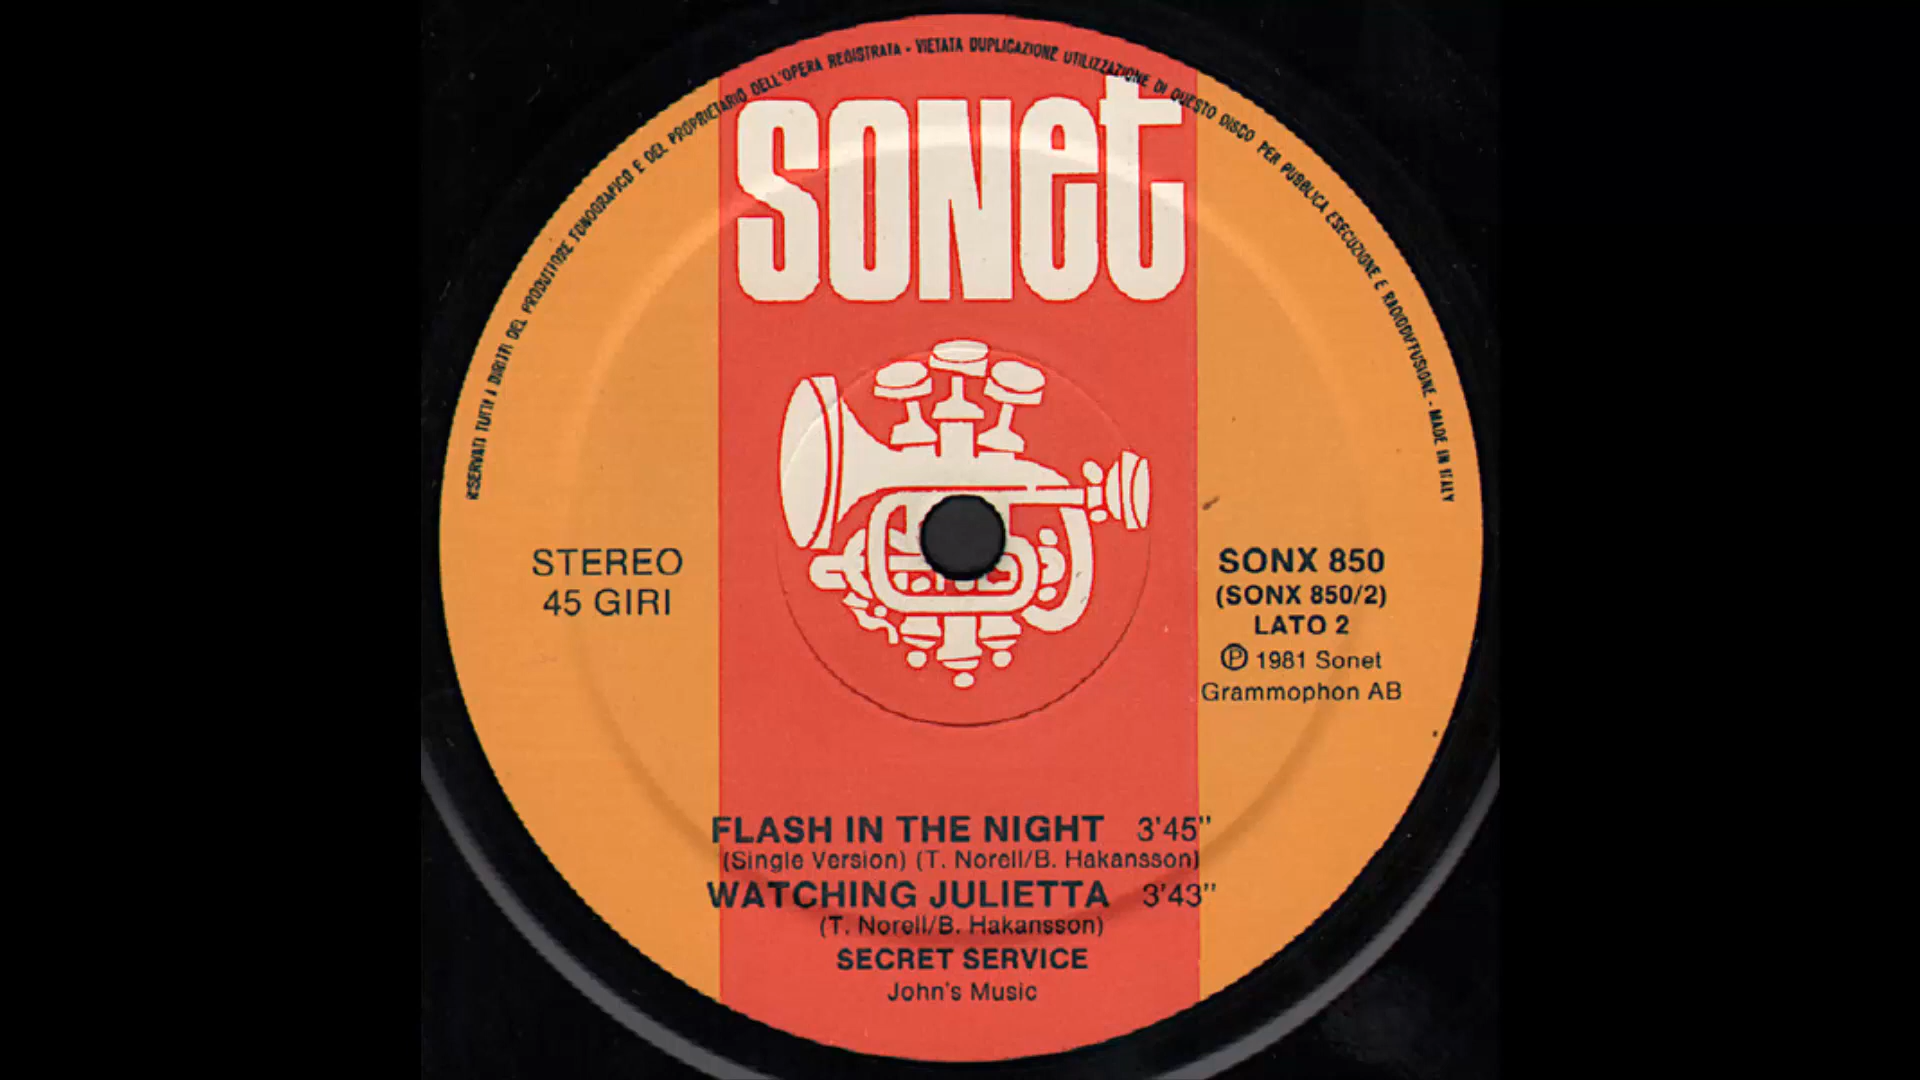 RISERVATI TUTTI I DIRITTI DEL PRODUTTORE FONOGRAFICO E DEL PROPRIETARIO DELL'OPERA REGISTRATA - VIETATA DUPLICAZIONE UTILIZZAZIONE DI QUESTO DISCO PER PUBBLICA ESECUZIONE E RADIODIFFUSIONE - MADE IN ITALY
sonet
STEREO
45 GIRI
SONX 850
(SONX 850/2)
LATO 2
Ⓟ 1981 Sonet
Grammophon AB
FLASH IN THE NIGHT 3'45"
(Single Version) (T. Norell/B. Hakansson)
WATCHING JULIETTA 3'43"
(T. Norell/B. Hakansson)
SECRET SERVICE
John's Music